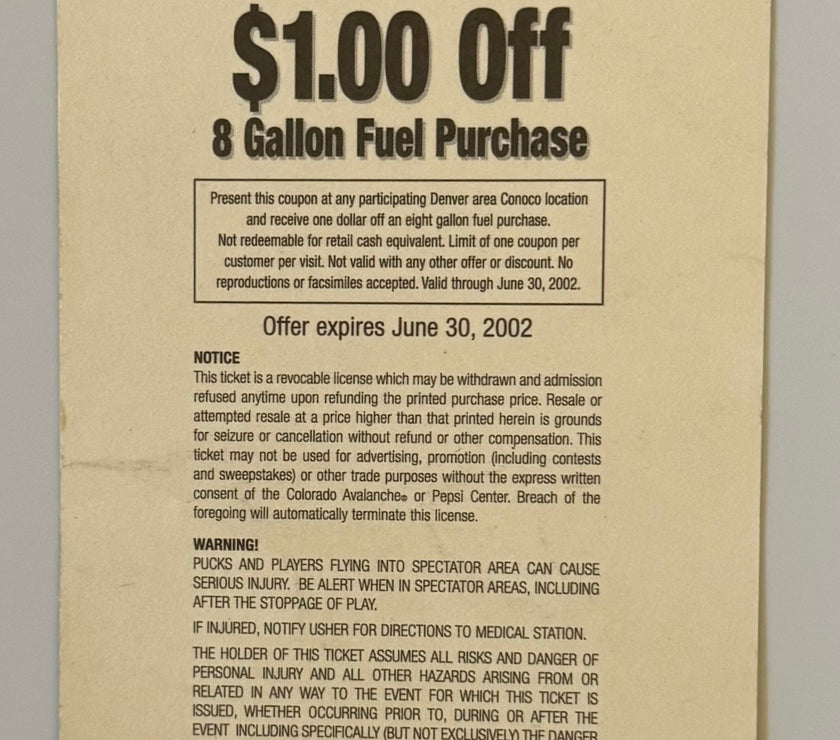 $1.00 Off
8 Gallon Fuel Purchase
Present this coupon at any participating Denver area Conoco location
and receive one dollar off an eight gallon fuel purchase.
Not redeemable for retail cash equivalent. Limit of one coupon per
customer per visit. Not valid with any other offer or discount. No
reproductions or facsimiles accepted. Valid through June 30, 2002.
Offer expires June 30, 2002
NOTICE
This ticket is a revocable license which may be withdrawn and admission
refused anytime upon refunding the printed purchase price. Resale or
attempted resale at a price higher than that printed herein is grounds
for seizure or cancellation without refund or other compensation. This
ticket may not be used for advertising, promotion (including contests
and sweepstakes) or other trade purposes without the express written
consent of the Colorado Avalanche® or Pepsi Center. Breach of the
foregoing will automatically terminate this license.
WARNING!
PUCKS AND PLAYERS FLYING INTO SPECTATOR AREA CAN CAUSE
SERIOUS INJURY. BE ALERT WHEN IN SPECTATOR AREAS, INCLUDING
AFTER THE STOPPAGE OF PLAY.
IF INJURED, NOTIFY USHER FOR DIRECTIONS TO MEDICAL STATION.
THE HOLDER OF THIS TICKET ASSUMES ALL RISKS AND DANGER OF
PERSONAL INJURY AND ALL OTHER HAZARDS ARISING FROM OR
RELATED IN ANY WAY TO THE EVENT FOR WHICH THIS TICKET IS
ISSUED, WHETHER OCCURRING PRIOR TO, DURING OR AFTER THE
EVENT INCLUDING SPECIFICALLY (BUT NOT EXCLUSIVELY) THE DANGER